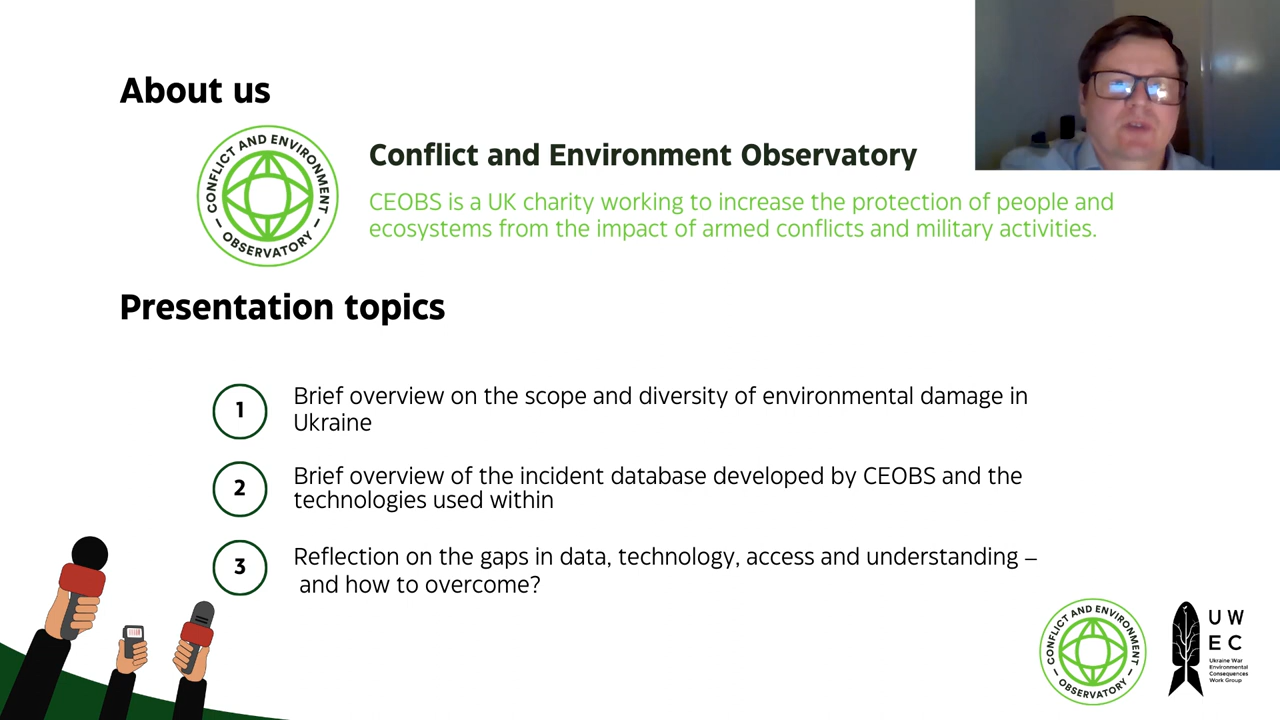 About us
CONFLICT AND ENVIRONMENT
OBSERVATORY
Conflict and Environment Observatory
CEOBS is a UK charity working to increase the protection of people and
ecosystems from the impact of armed conflicts and military activities.
Presentation topics
1
Brief overview on the scope and diversity of environmental damage in
Ukraine
2
Brief overview of the incident database developed by CEOBS and the
technologies used within
3
Reflection on the gaps in data, technology, access and understanding –
and how to overcome?
CONFLICT AND ENVIRONMENT
OBSERVATORY
U W
E C
Ukraine War
Environmental
Consequences
Work Group